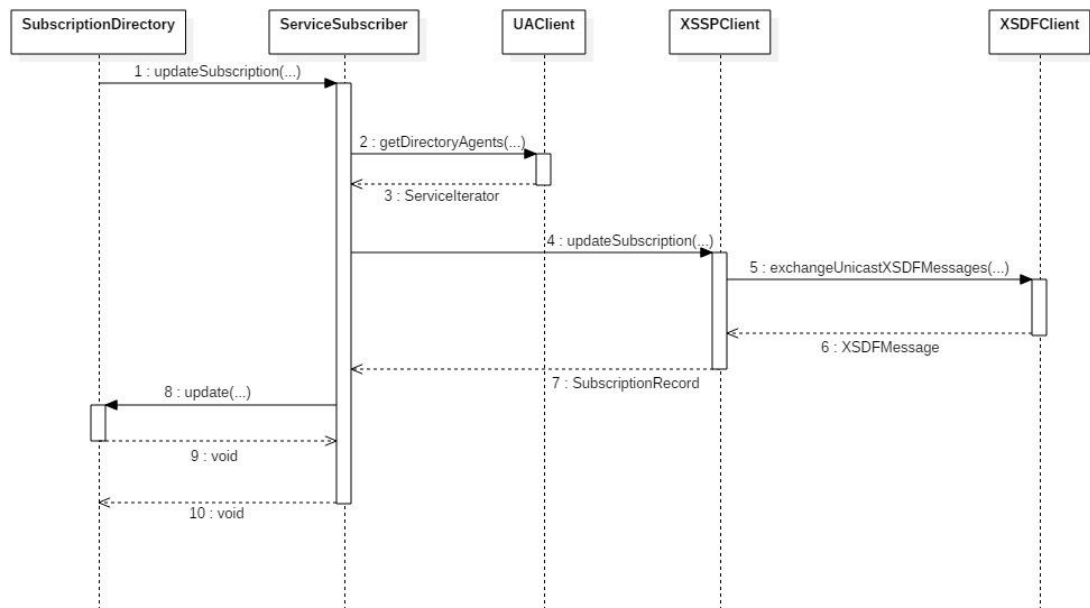 SubscriptionDirectory
ServiceSubscriber
UAClient
XSSPClient
XSDFClient
1 : updateSubscription(...)
2 : getDirectoryAgents(...)
3 : ServiceIterator
4 : updateSubscription(...)
5 : exchangeUnicastXSDFMessages(...)
6 : XSDFMessage
7 : SubscriptionRecord
8 : update(...)
9 : void
10 : void